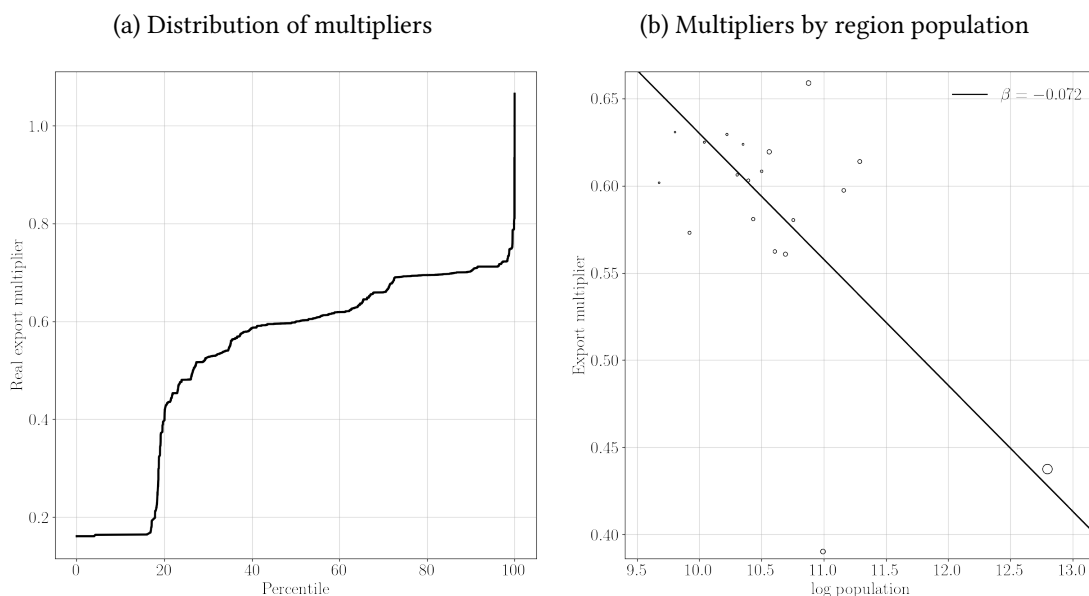 (a) Distribution of multipliers
Real export multiplier
1.0
0.8
0.6
0.4
0.2
0 20 40 60 80 100
Percentile
(b) Multipliers by region population
Export multiplier
0.65
0.60
0.55
0.50
0.45
0.40
β = −0.072
9.5 10.0 10.5 11.0 11.5 12.0 12.5 13.0
log population